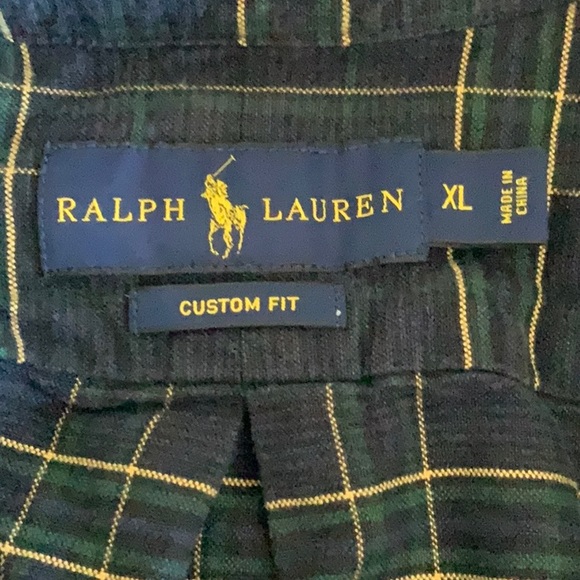 RALPH LAUREN
XL
MADE IN
CHINA
CUSTOM FIT